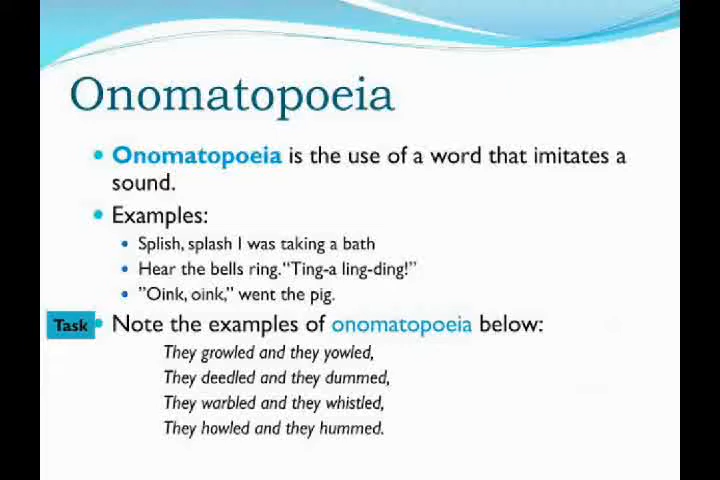 Onomatopoeia
Onomatopoeia is the use of a word that imitates a
sound.
Examples:
Splish, splash I was taking a bath
Hear the bells ring. “Ting-a ling-ding!”
”Oink, oink,” went the pig.
Task Note the examples of onomatopoeia below:
They growled and they yowled,
They deedled and they dummed,
They warbled and they whistled,
They howled and they hummed.